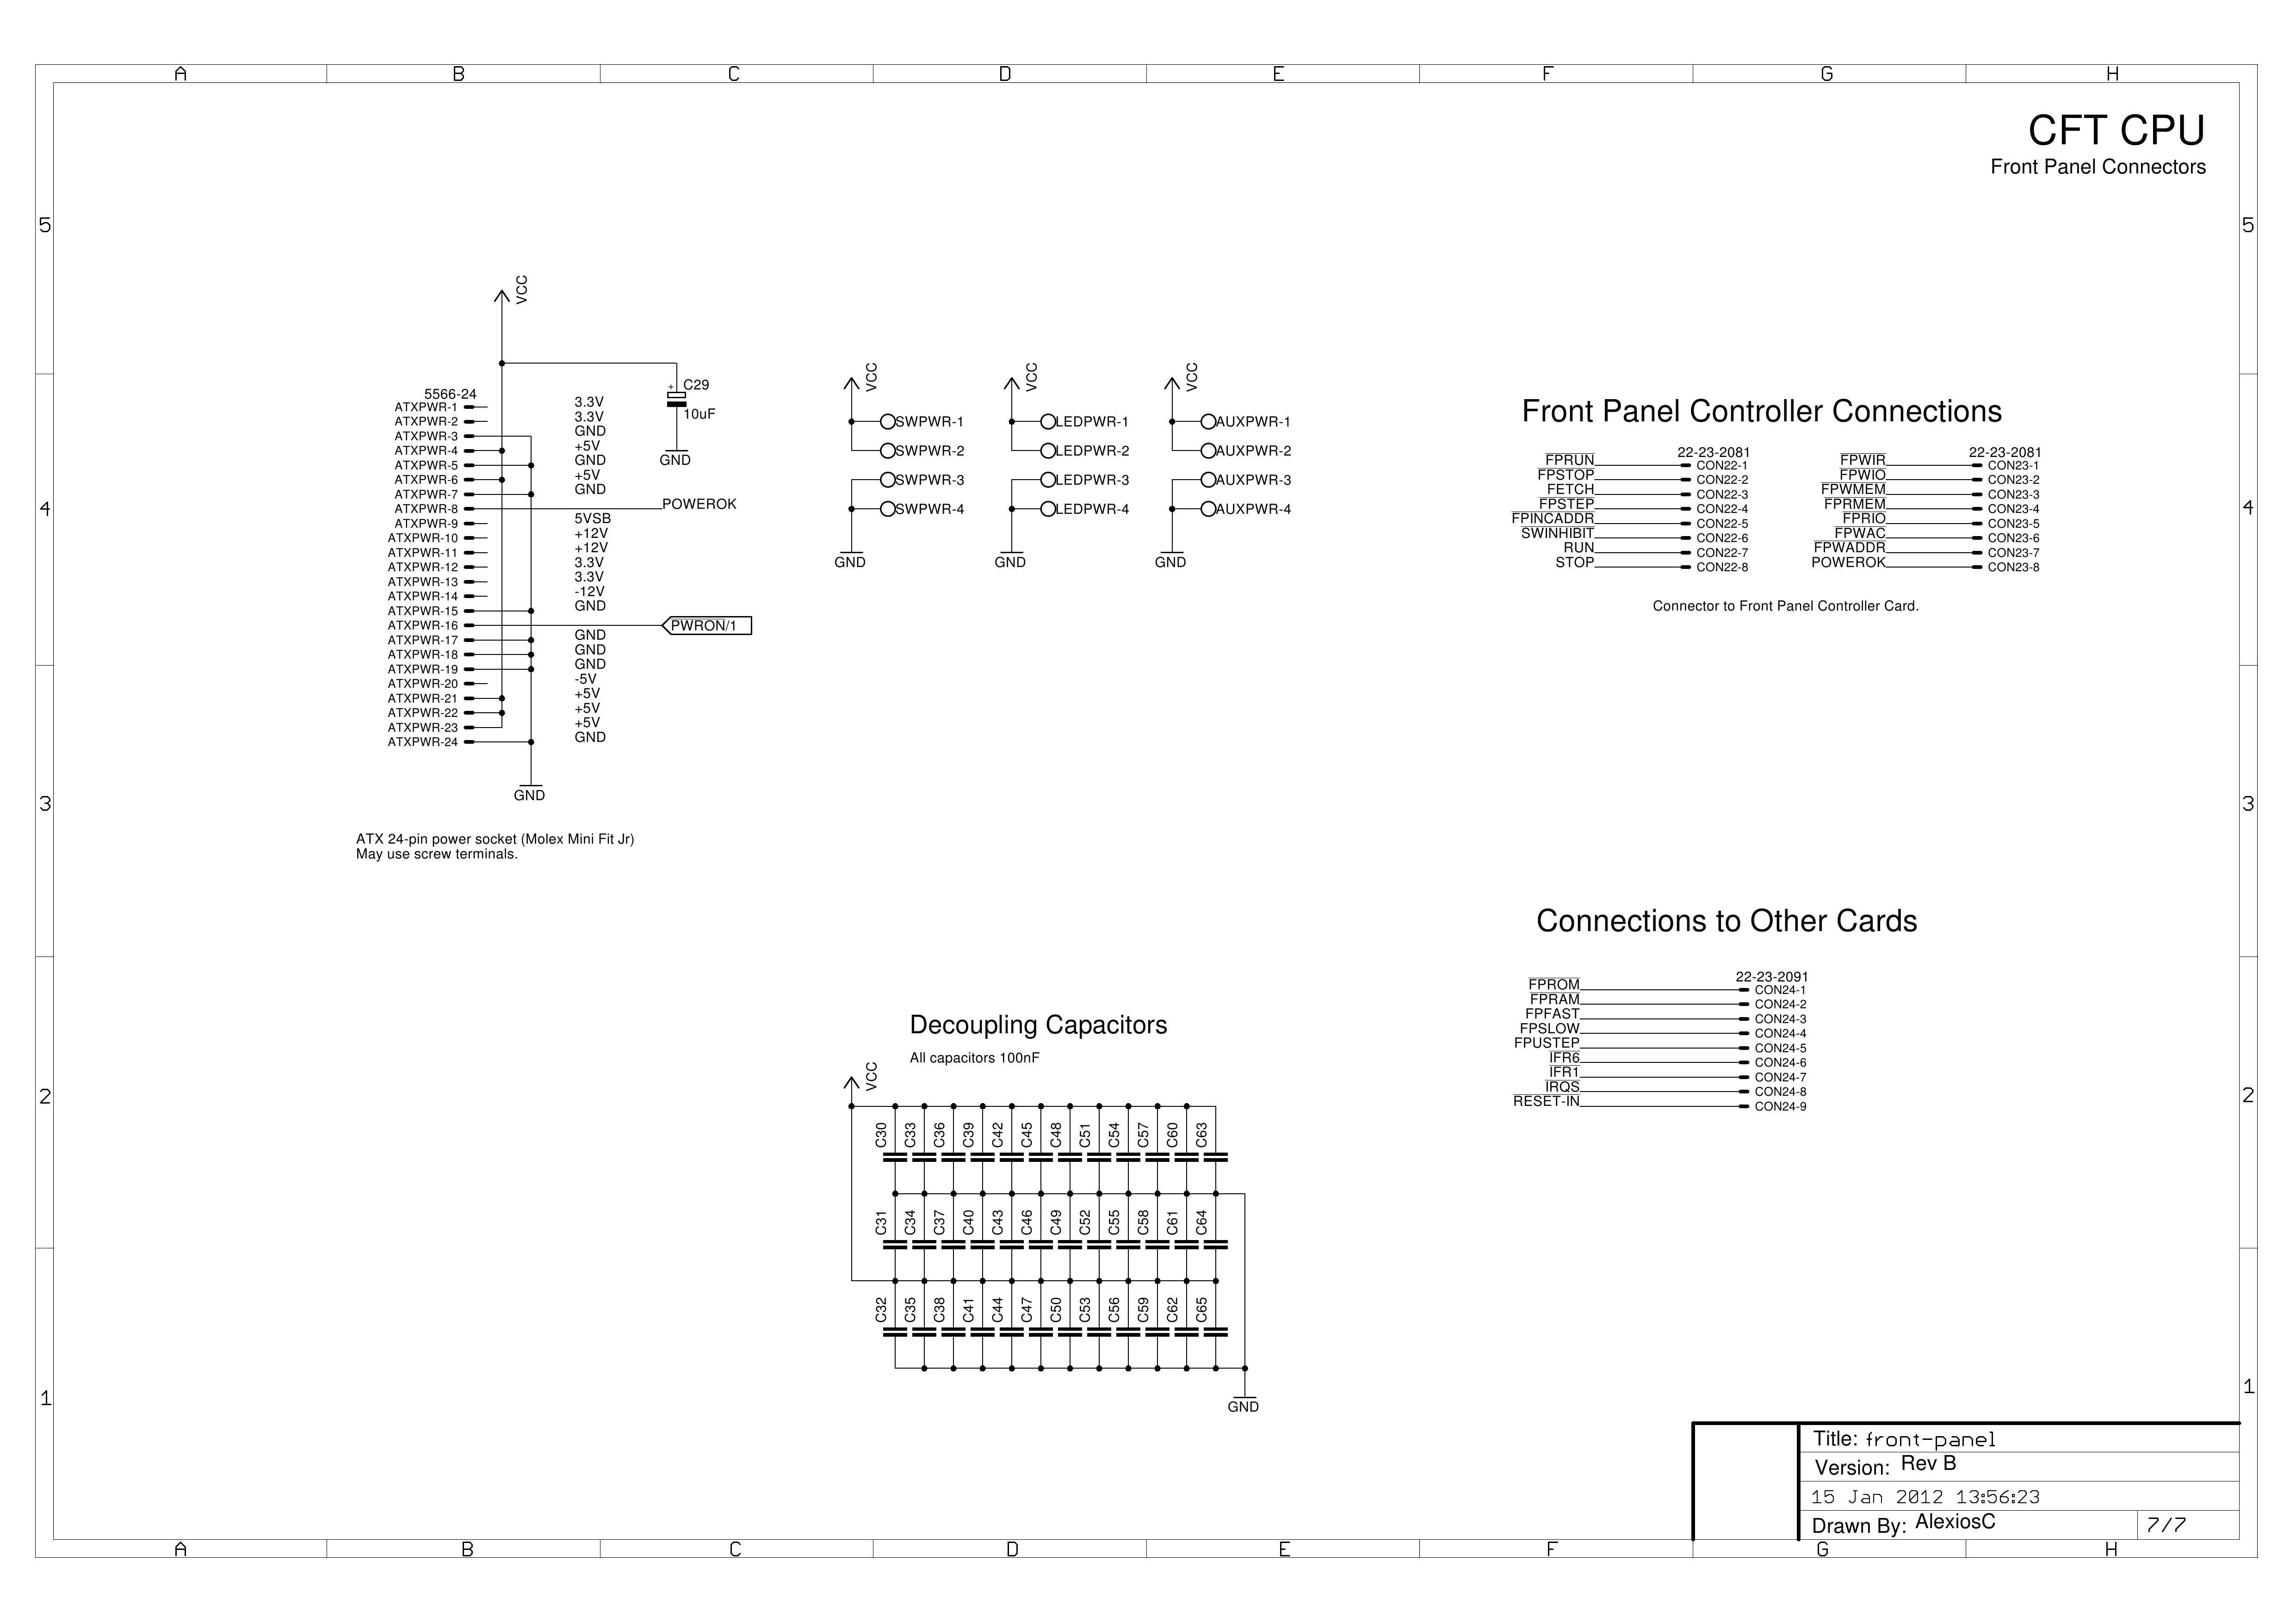 A B C D E F G H
CFT CPU
Front Panel Connectors
5 5
4 4
3 3
2 2
1 1
VCC
5566-24
ATXPWR-1 3.3V
ATXPWR-2 3.3V
ATXPWR-3 GND
ATXPWR-4 +5V
ATXPWR-5 GND
ATXPWR-6 +5V
ATXPWR-7 GND
ATXPWR-8 POWEROK
ATXPWR-9 5VSB
ATXPWR-10 +12V
ATXPWR-11 +12V
ATXPWR-12 3.3V
ATXPWR-13 3.3V
ATXPWR-14 -12V
ATXPWR-15 GND
ATXPWR-16 PWRON/1
ATXPWR-17 GND
ATXPWR-18 GND
ATXPWR-19 GND
ATXPWR-20 -5V
ATXPWR-21 +5V
ATXPWR-22 +5V
ATXPWR-23 +5V
ATXPWR-24 GND
GND
+ C29
10uF
GND
ATX 24-pin power socket (Molex Mini Fit Jr)
May use screw terminals.
VCC VCC VCC
SWPWR-1 LEDPWR-1 AUXPWR-1
SWPWR-2 LEDPWR-2 AUXPWR-2
SWPWR-3 LEDPWR-3 AUXPWR-3
SWPWR-4 LEDPWR-4 AUXPWR-4
GND GND GND
Front Panel Controller Connections
22-23-2081 22-23-2081
FPRUN CON22-1 FPWIR CON23-1
FPSTOP CON22-2 FPWIO CON23-2
FETCH CON22-3 FPWMEM CON23-3
FPSTEP CON22-4 FPRMEM CON23-4
FPINCADDR CON22-5 FPRIO CON23-5
SWINHIBIT CON22-6 FPWAC CON23-6
RUN CON22-7 FPWADDR CON23-7
STOP CON22-8 POWEROK CON23-8
Connector to Front Panel Controller Card.
Connections to Other Cards
22-23-2091
FPROM CON24-1
FPRAM CON24-2
FPFAST CON24-3
FPSLOW CON24-4
FPUSTEP CON24-5
IFR6 CON24-6
IFR1 CON24-7
IRQS CON24-8
RESET-IN CON24-9
Decoupling Capacitors
All capacitors 100nF
VCC
C30 C33 C36 C39 C42 C45 C48 C51 C54 C57 C60 C63
C31 C34 C37 C40 C43 C46 C49 C52 C55 C58 C61 C64
C32 C35 C38 C41 C44 C47 C50 C53 C56 C59 C62 C65
GND
Title: front-panel
Version: Rev B
15 Jan 2012 13:56:23
Drawn By: AlexiosC 7/7
A B C D E F G H